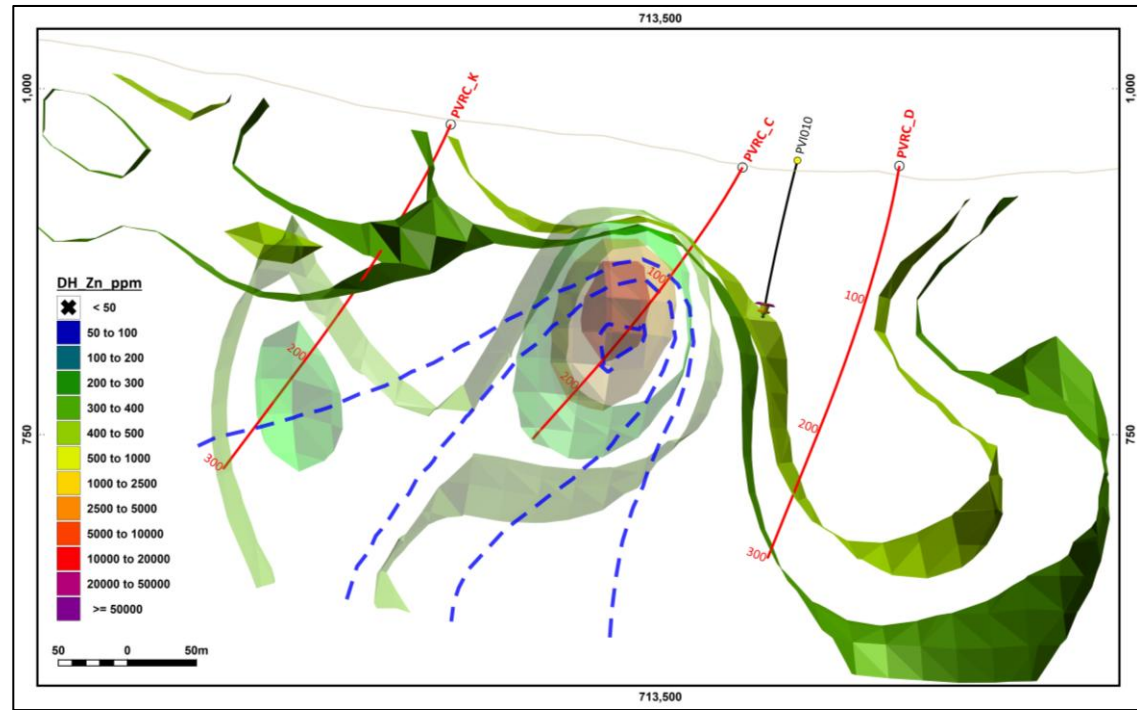 713,500
1,000
1,000
PVRC_K
PVRC_C
PVI010
PVRC_D
100
100
200
200
200
300
300
750
750
DH_Zn_ppm
< 50
50 to 100
100 to 200
200 to 300
300 to 400
400 to 500
500 to 1000
1000 to 2500
2500 to 5000
5000 to 10000
10000 to 20000
20000 to 50000
>= 50000
50 0 50m
713,500